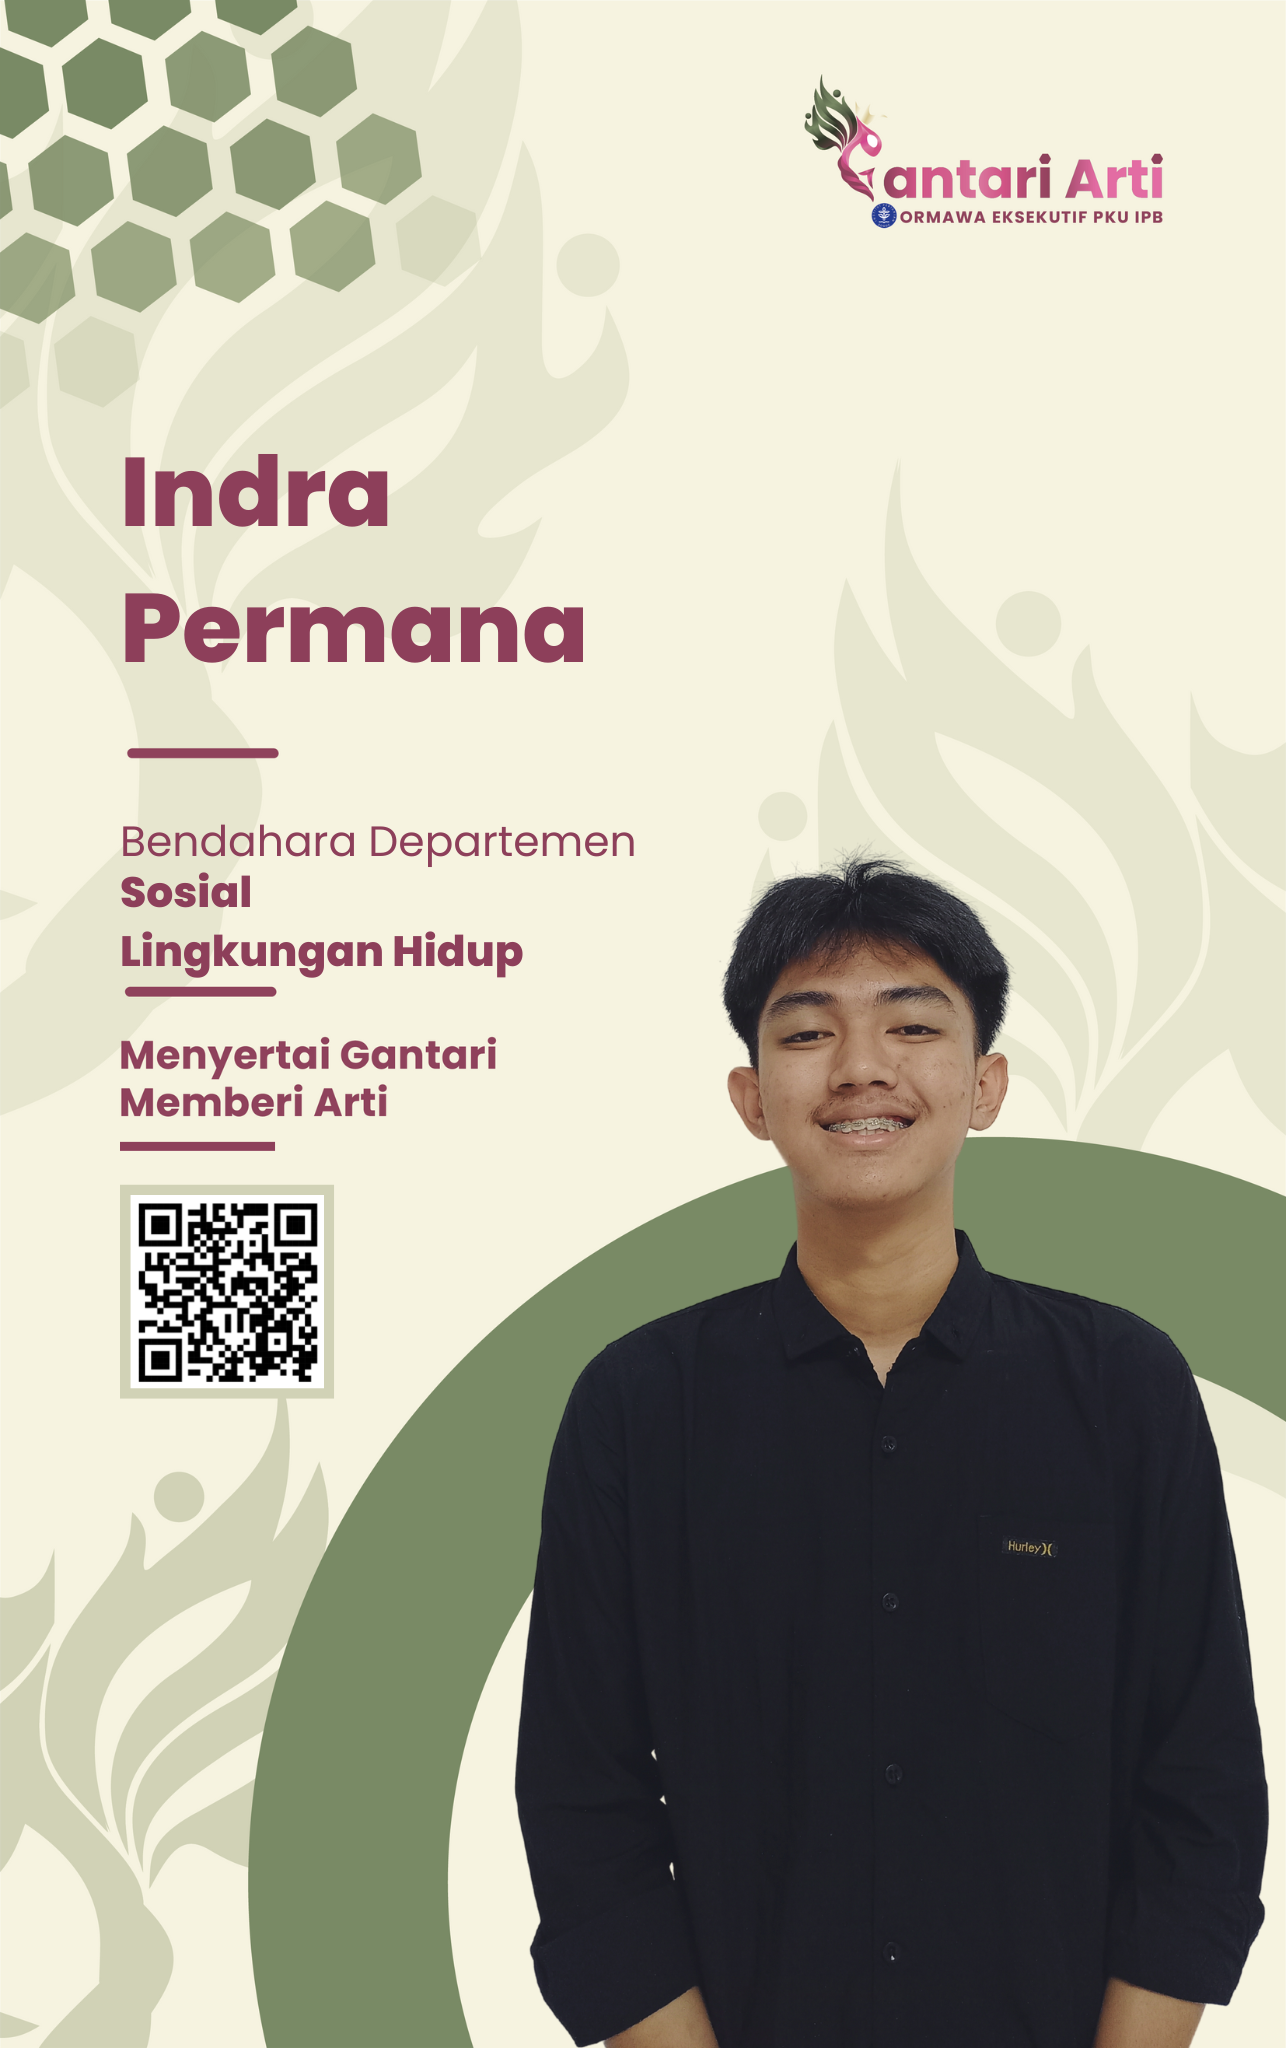 Gantari Arti
ORMAWA EKSEKUTIF PKU IPB
Indra
Permana
Bendahara Departemen
Sosial
Lingkungan Hidup
Menyertai Gantari
Memberi Arti
Hurley